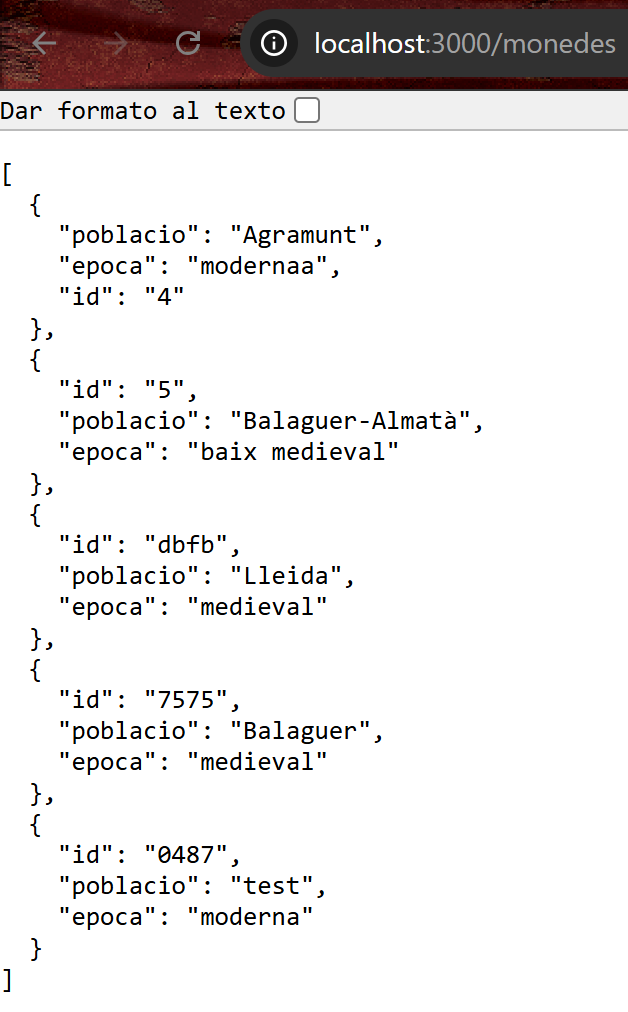 localhost:3000/monedes
Dar formato al texto
[
  {
    "poblacio": "Agramunt",
    "epoca": "modernaa",
    "id": "4"
  },
  {
    "id": "5",
    "poblacio": "Balaguer-Almatà",
    "epoca": "baix medieval"
  },
  {
    "id": "dbfb",
    "poblacio": "Lleida",
    "epoca": "medieval"
  },
  {
    "id": "7575",
    "poblacio": "Balaguer",
    "epoca": "medieval"
  },
  {
    "id": "0487",
    "poblacio": "test",
    "epoca": "moderna"
  }
]